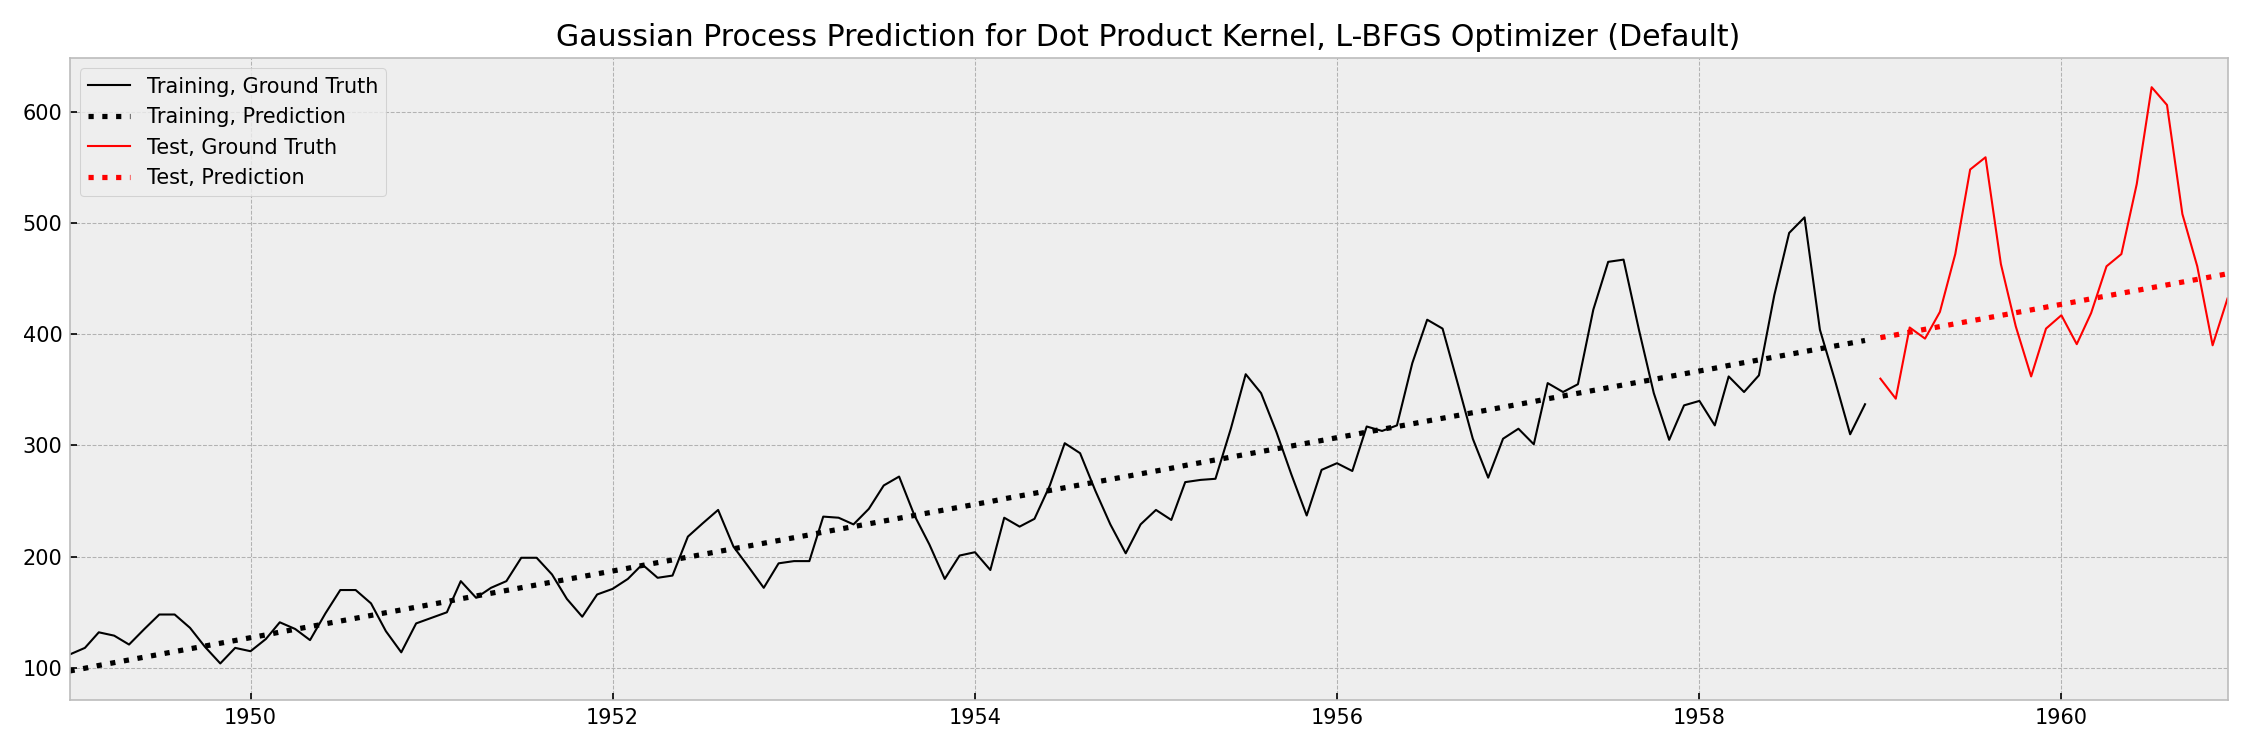 Gaussian Process Prediction for Dot Product Kernel, L-BFGS Optimizer (Default)
Training, Ground Truth
Training, Prediction
Test, Ground Truth
Test, Prediction
600
500
400
300
200
100
1950 1952 1954 1956 1958 1960